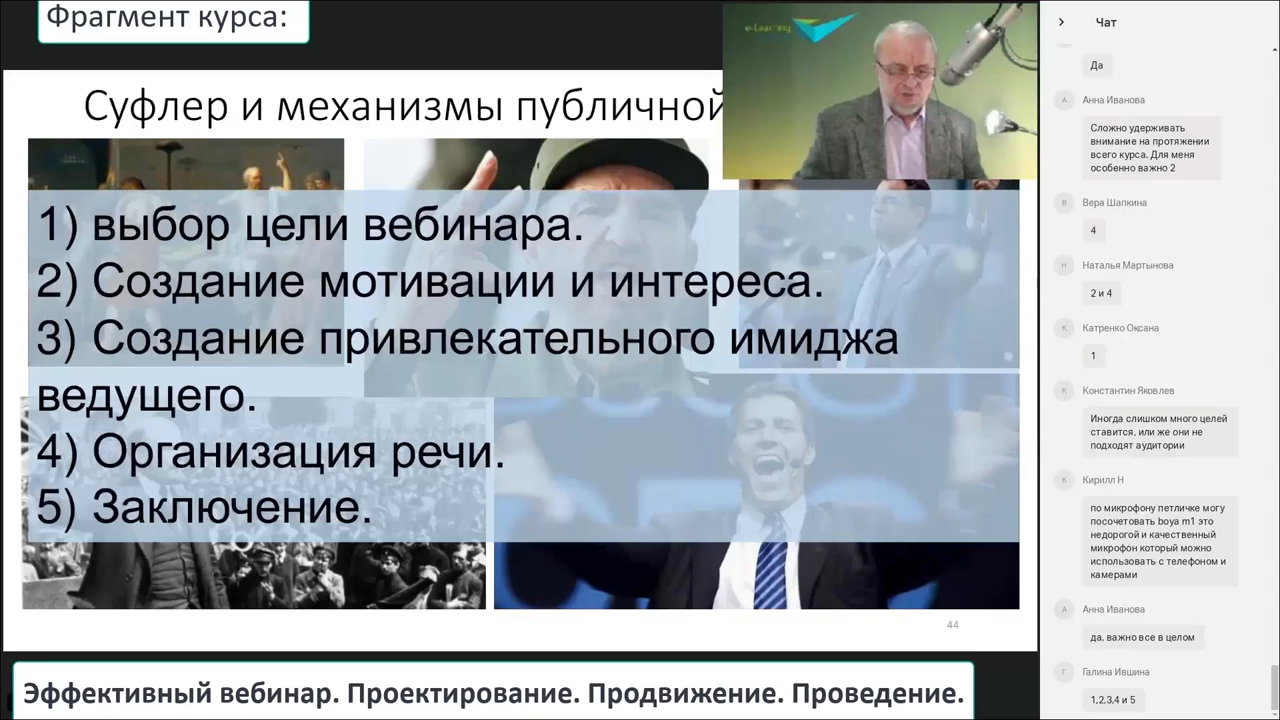 Фрагмент курса:
Суфлер и механизмы публичной
e-Learning
1) выбор цели вебинара.
2) Создание мотивации и интереса.
3) Создание привлекательного имиджа
ведущего.
4) Организация речи.
5) Заключение.
44
Эффективный вебинар. Проектирование. Продвижение. Проведение.
Чат
Да
А
Анна Иванова
Сложно удерживать
внимание на протяжении
всего курса. Для меня
особенно важно 2
В
Вера Шапкина
4
Н
Наталья Мартынова
2 и 4
К
Катренко Оксана
1
К
Константин Яковлев
Иногда слишком много целей
ставится, или же они не
подходят аудитории
К
Кирилл Н
по микрофону петличке могу
посочетовать boya m1 это
недорогой и качественный
микрофон который можно
использовать с телефоном и
камерами
А
Анна Иванова
да, важно все в целом
Г
Галина Ившина
1,2,3,4 и 5